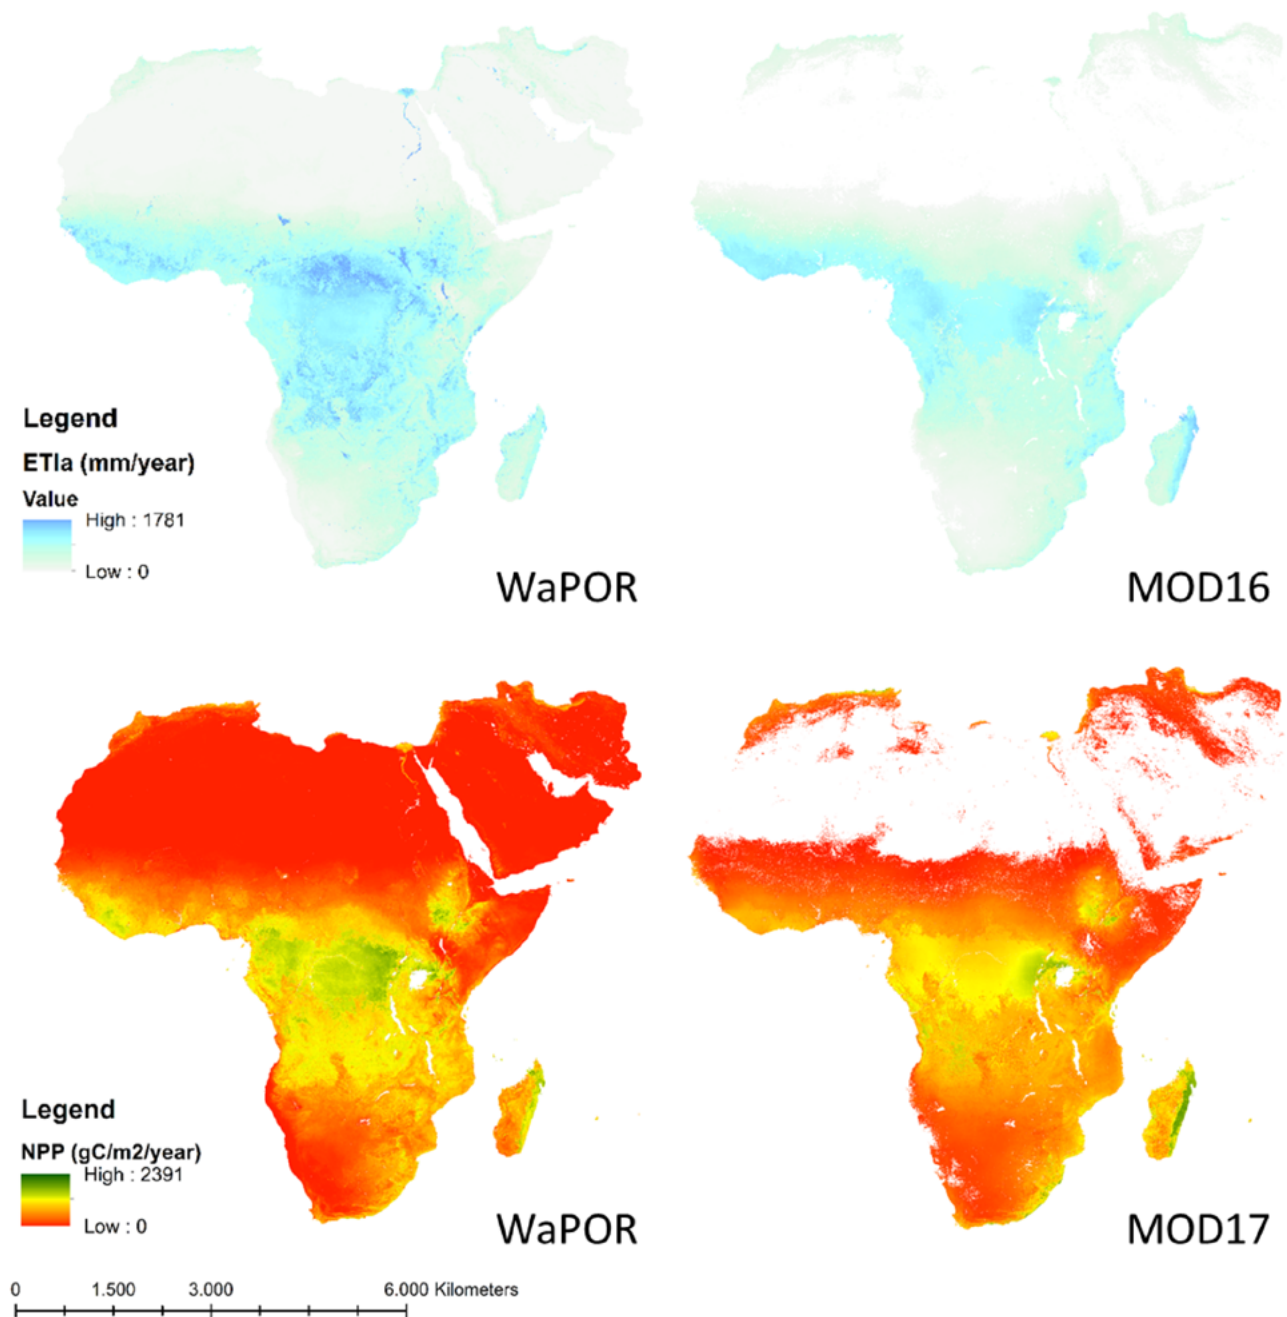 Legend
ETIa (mm/year)
Value
High : 1781
Low : 0
WaPOR
MOD16
Legend
NPP (gC/m2/year)
High : 2391
Low : 0
WaPOR
MOD17
0 1.500 3.000 6.000 Kilometers